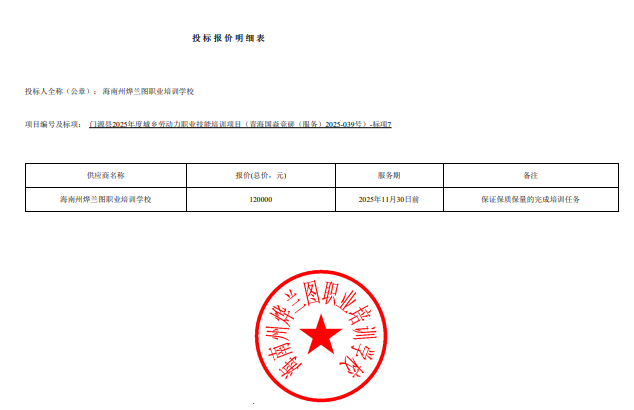 投标报价明细表
投标人全称（公章）：海南州烨兰图职业培训学校
项目编号及标项： 门源县2025年度城乡劳动力职业技能培训项目（青海国焱竞磋（服务）2025-039号）-标项7
供应商名称 报价(总价，元) 服务期 备注
海南州烨兰图职业培训学校 120000 2025年11月30日前 保证保质保量的完成培训任务
海南州烨兰图职业培训学校